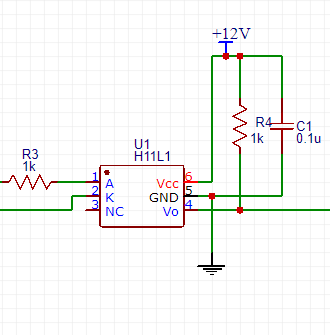 +12V
R3
1k
U1
H11L1
R4
1k
C1
0.1u
1 A
2 K
3 NC
Vcc 6
GND 5
Vo 4